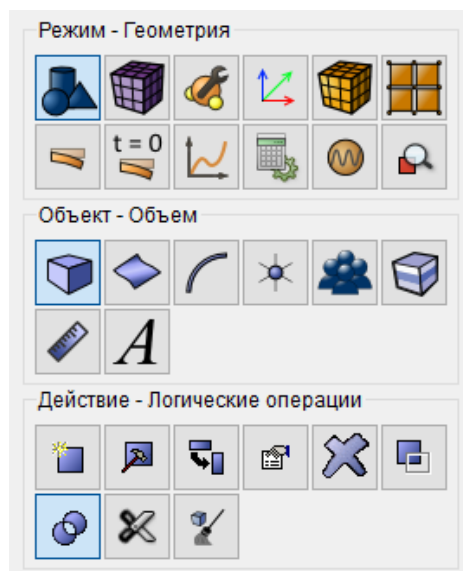 Режим - Геометрия
t = 0
Объект - Объем
A
Действие - Логические операции